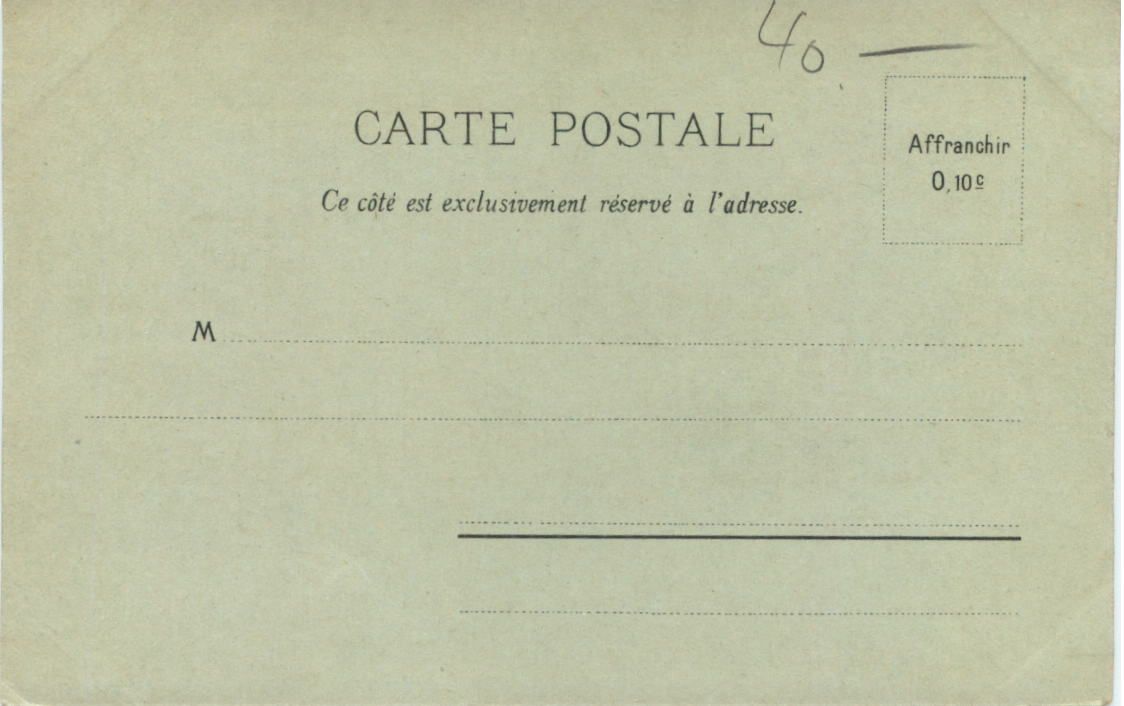 40 —
CARTE POSTALE
Affranchir
0,10c
Ce côté est exclusivement réservé à l'adresse.
M